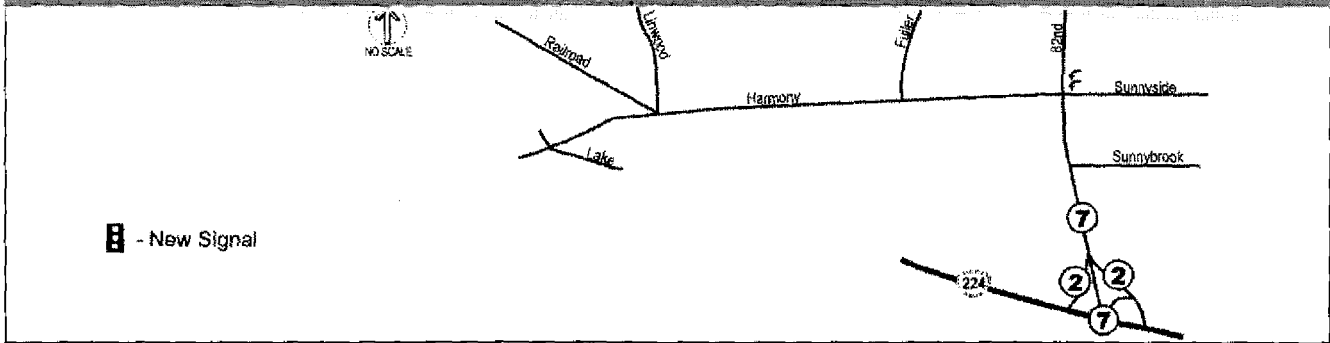 NO SCALE
Railroad
Linwood
Fuller
82nd
F
Harmony
Sunnyside
Lake
Sunnybrook
- New Signal
7
2
2
224
7